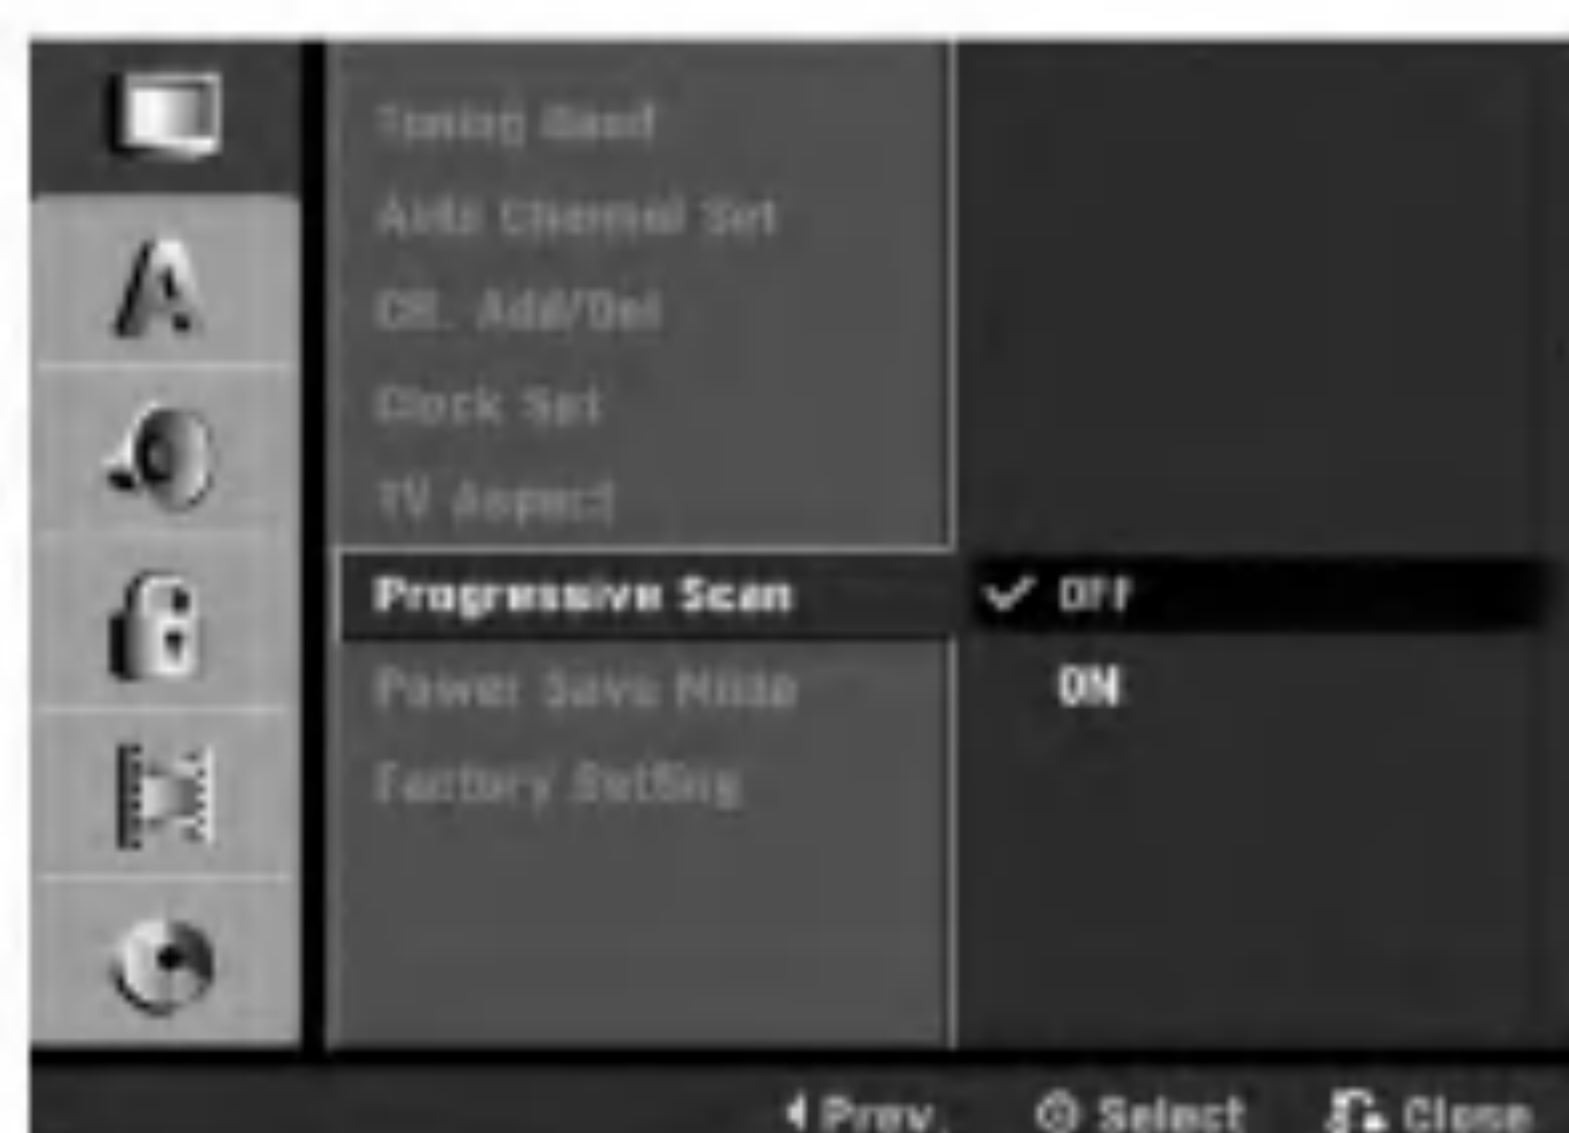 Tuning Band
Auto Channel Set
CH. Add/Del
Clock Set
TV Aspect
Progressive Scan
OFF
ON
Power Save Mode
Factory Setting
Prev.
Select
Close